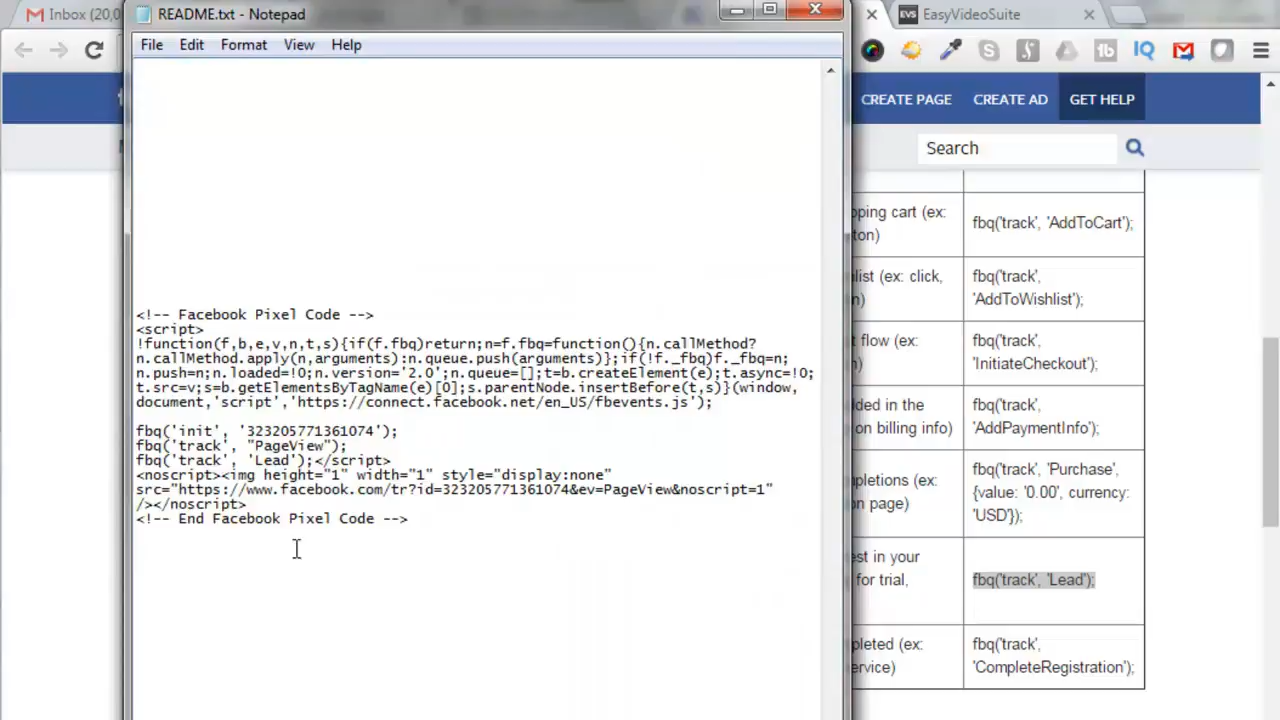 Inbox (20,0
README.txt - Notepad
EVS EasyVideoSuite
File Edit Format View Help
CREATE PAGE CREATE AD GET HELP
Search
<!-- Facebook Pixel Code -->
<script>
!function(f,b,e,v,n,t,s){if(f.fbq)return;n=f.fbq=function(){n.callMethod?
n.callMethod.apply(n,arguments):n.queue.push(arguments)};if(!f._fbq)f._fbq=n;
n.push=n;n.loaded=!0;n.version='2.0';n.queue=[];t=b.createElement(e);t.async=!0;
t.src=v;s=b.getElementsByTagName(e)[0];s.parentNode.insertBefore(t,s)}(window,
document,'script','https://connect.facebook.net/en_US/fbevents.js');
fbq('init', '323205771361074');
fbq('track', "PageView");
fbq('track', 'Lead');</script>
<noscript><img height="1" width="1" style="display:none"
src="https://www.facebook.com/tr?id=323205771361074&ev=PageView&noscript=1"
/></noscript>
<!-- End Facebook Pixel Code -->
pping cart (ex:
ton)
fbq('track', 'AddToCart');
list (ex: click,
n)
fbq('track',
'AddToWishlist');
t flow (ex:
n)
fbq('track',
'InitiateCheckout');
dded in the
on billing info)
fbq('track',
'AddPaymentInfo');
mpletions (ex:
on page)
fbq('track', 'Purchase',
{value: '0.00', currency:
'USD'});
est in your
for trial,
fbq('track', 'Lead');
pleted (ex:
service)
fbq('track',
'CompleteRegistration');